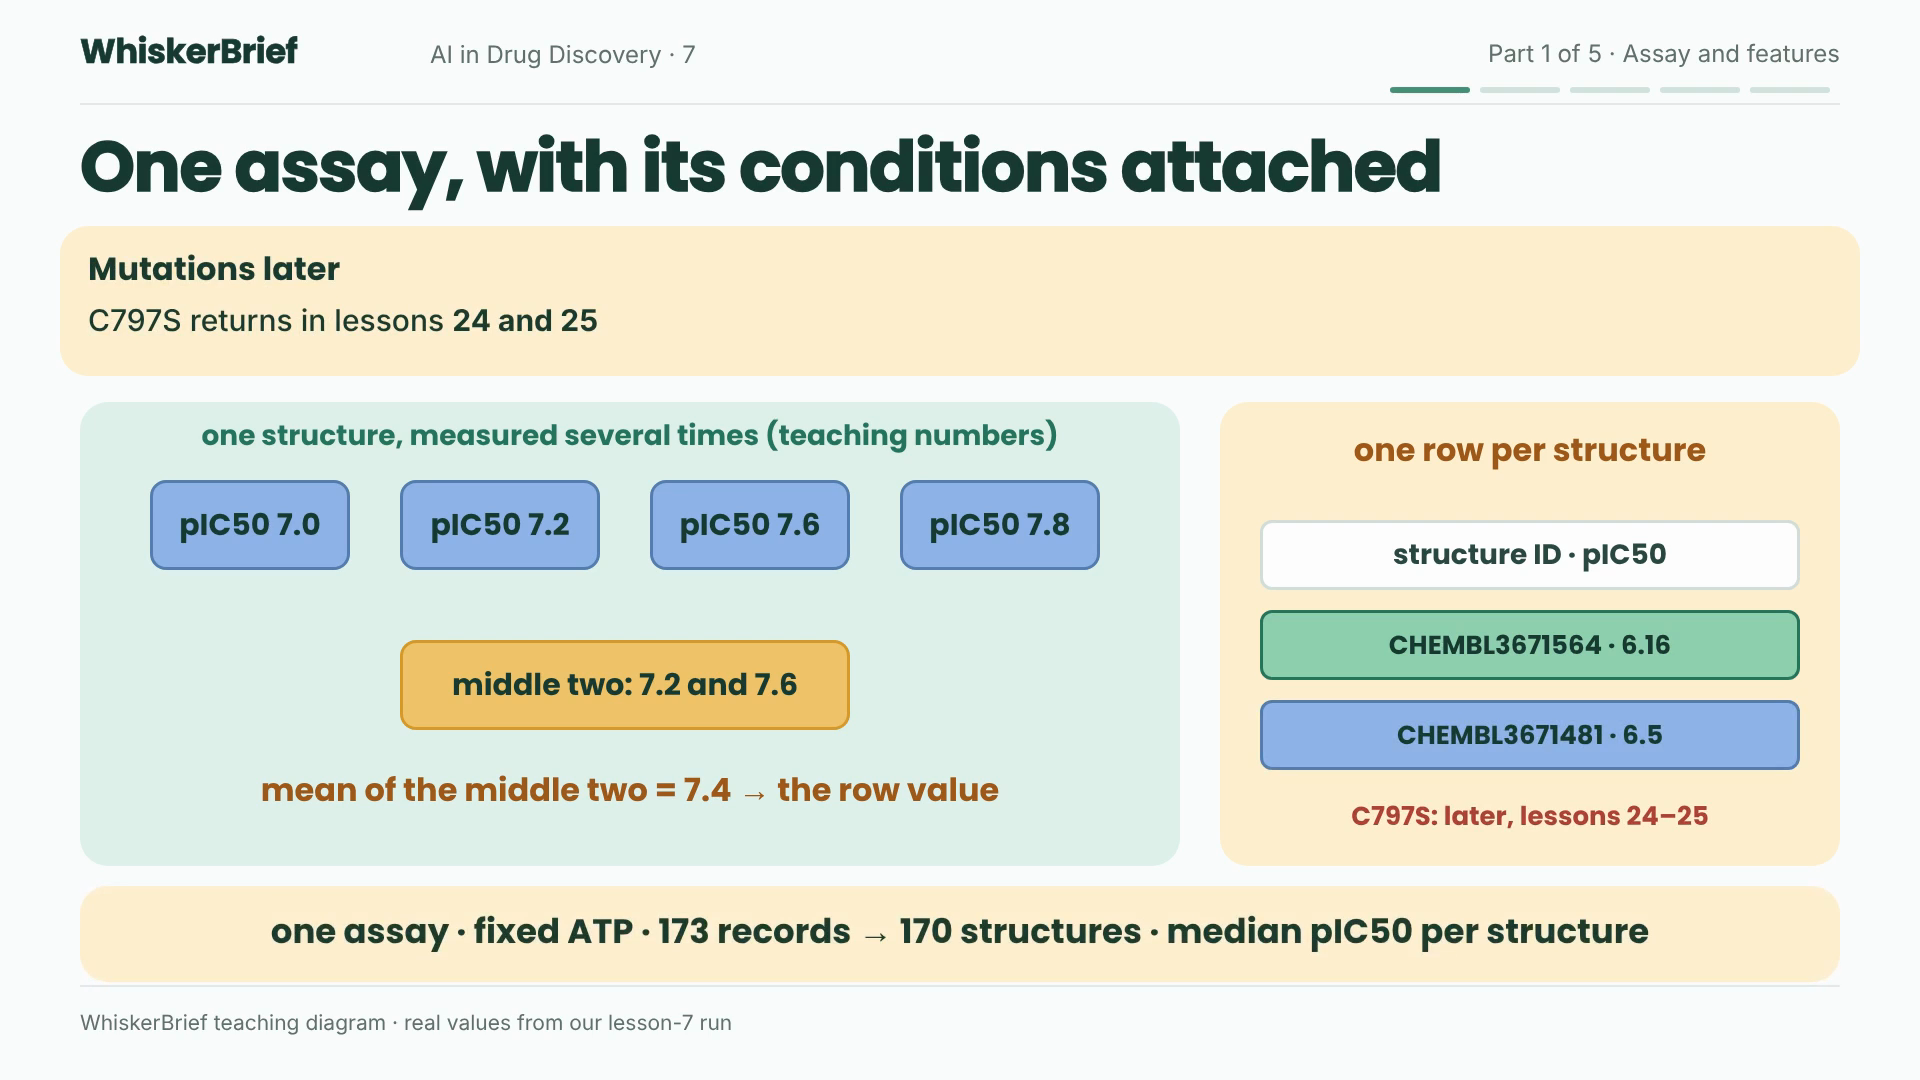 WhiskerBrief
AI in Drug Discovery · 7
Part 1 of 5 · Assay and features
One assay, with its conditions attached
Mutations later
C797S returns in lessons 24 and 25
one structure, measured several times (teaching numbers)
pIC50 7.0
pIC50 7.2
pIC50 7.6
pIC50 7.8
middle two: 7.2 and 7.6
mean of the middle two = 7.4 → the row value
one row per structure
structure ID · pIC50
CHEMBL3671564 · 6.16
CHEMBL3671481 · 6.5
C797S: later, lessons 24–25
one assay · fixed ATP · 173 records → 170 structures · median pIC50 per structure
WhiskerBrief teaching diagram · real values from our lesson-7 run